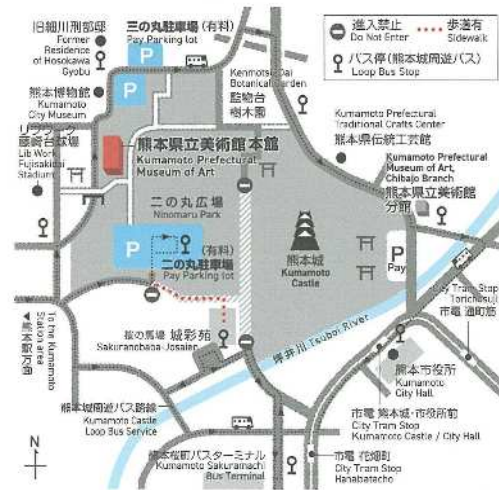 旧細川刑部邸
Former
Residence
of Hosokawa
Gyobu
三の丸駐車場(有料)
Pay Parking lot
P
P
進入禁止
Do Not Enter
歩道有
Sidewalk
バス停(熊本城周遊バス)
Loop Bus Stop
熊本博物館
Kumamoto
City Museum
Kenmotsu Dai
Botanical Garden
監物台
樹木園
リブワーク
藤崎台球場
Lib Work
Fujisakidai
Stadium
熊本県立美術館本館
Kumamoto Prefectural
Museum of Art
Kumamoto Prefectural
Traditional Crafts Center
熊本県伝統工芸館
Kumamoto Prefectural
Museum of Art,
Chibajo Branch
熊本県立美術館
分館
二の丸広場
Ninomaru Park
P
(有料)
二の丸駐車場
Pay Parking lot
熊本城
Kumamoto
Castle
P
Pay
City Tram Stop
Torichosuji
市電 通町筋
To the Kumamoto
Station area
熊本駅方面
桜の馬場 城彩苑
Sakuranobaba-Josaien
坪井川 Tsuboi River
熊本市役所
Kumamoto
City Hall
熊本城周遊バス路線
Kumamoto Castle
Loop Bus Service
市電 熊本城・市役所前
City Tram Stop
Kumamoto Castle / City Hall
N
熊本桜町バスターミナル
Kumamoto Sakuramachi
Bus Terminal
市電 花畑町
City Tram Stop
Hanabatacho